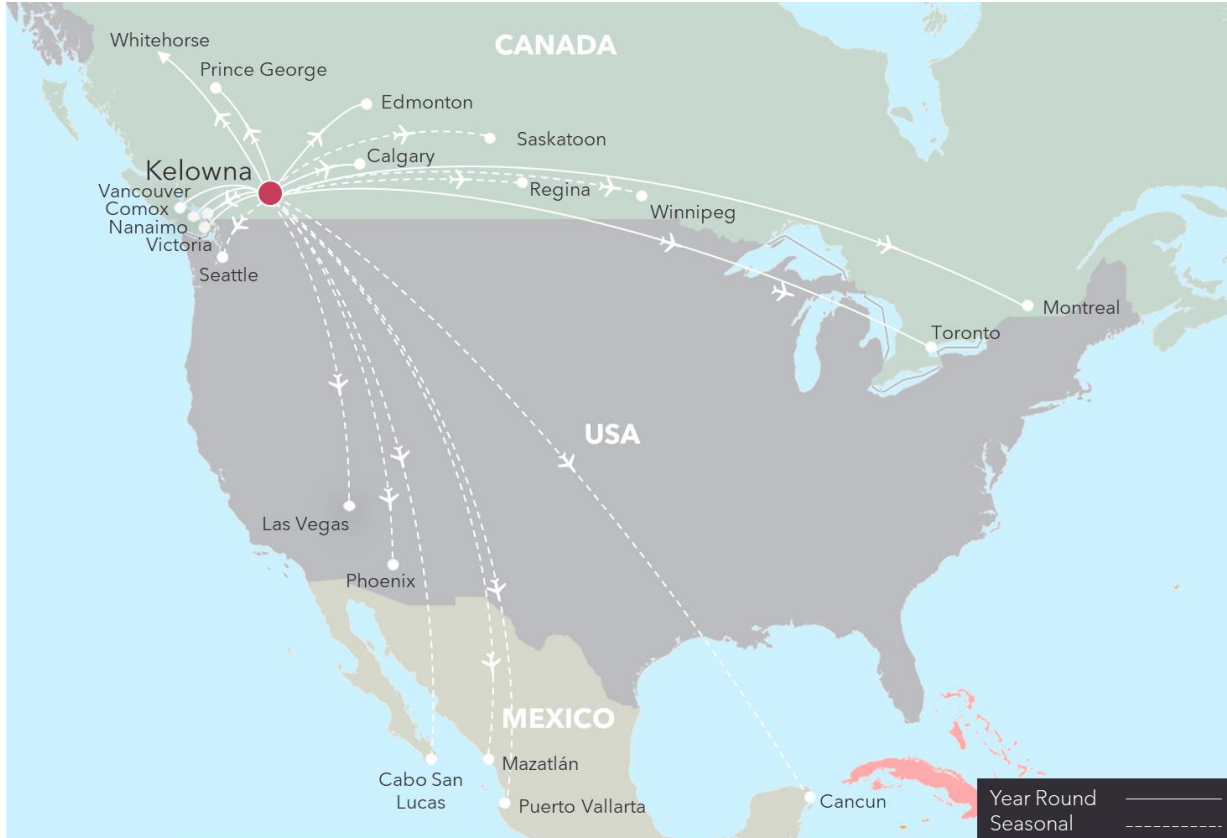 Whitehorse
CANADA
Prince George
Edmonton
Saskatoon
Calgary
Kelowna
Regina
Vancouver
Winnipeg
Comox
Nanaimo
Victoria
Seattle
Montreal
Toronto
USA
Las Vegas
Phoenix
MEXICO
Mazatlán
Cabo San
Lucas
Puerto Vallarta
Cancun
Year Round
Seasonal